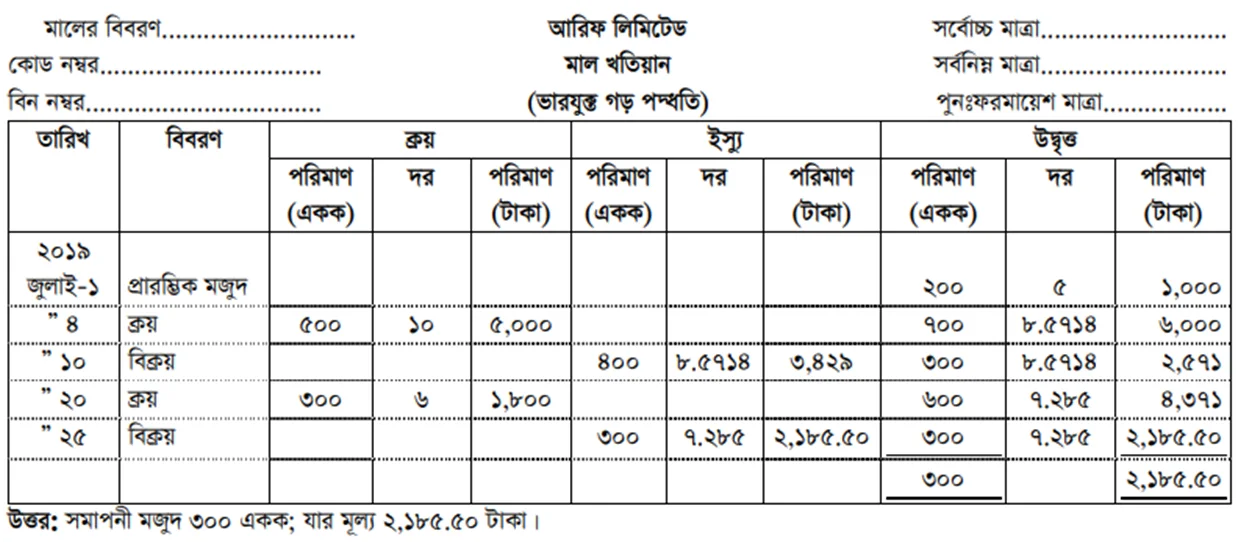 মালের বিবরণ............................ আরিফ লিমিটেড সর্বোচ্চ মাত্রা...........................
কোড নম্বর................................ মাল খতিয়ান সর্বনিম্ন মাত্রা...........................
বিন নম্বর.................................. (ভারযুক্ত গড় পদ্ধতি) পুনঃফরমায়েশ মাত্রা..................
তারিখ বিবরণ ক্রয় ইস্যু উদ্বৃত্ত
পরিমাণ দর পরিমাণ পরিমাণ দর পরিমাণ পরিমাণ দর পরিমাণ
(একক) (টাকা) (একক) (টাকা) (একক) (টাকা)
২০১৯
জুলাই-১ প্রারম্ভিক মজুদ ২০০ ৫ ১,০০০
” ৪ ক্রয় ৫০০ ১০ ৫,০০০ ৭০০ ৮.৫৭১৪ ৬,০০০
” ১০ বিক্রয় ৪০০ ৮.৫৭১৪ ৩,৪২৯ ৩০০ ৮.৫৭১৪ ২,৫৭১
” ২০ ক্রয় ৩০০ ৬ ১,৮০০ ৬০০ ৭.২৮৫ ৪,৩৭১
” ২৫ বিক্রয় ৩০০ ৭.২৮৫ ২,১৮৫.৫০ ৩০০ ৭.২৮৫ ২,১৮৫.৫০
৩০০ ২,১৮৫.৫০
উত্তর: সমাপনী মজুদ ৩০০ একক; যার মূল্য ২,১৮৫.৫০ টাকা।